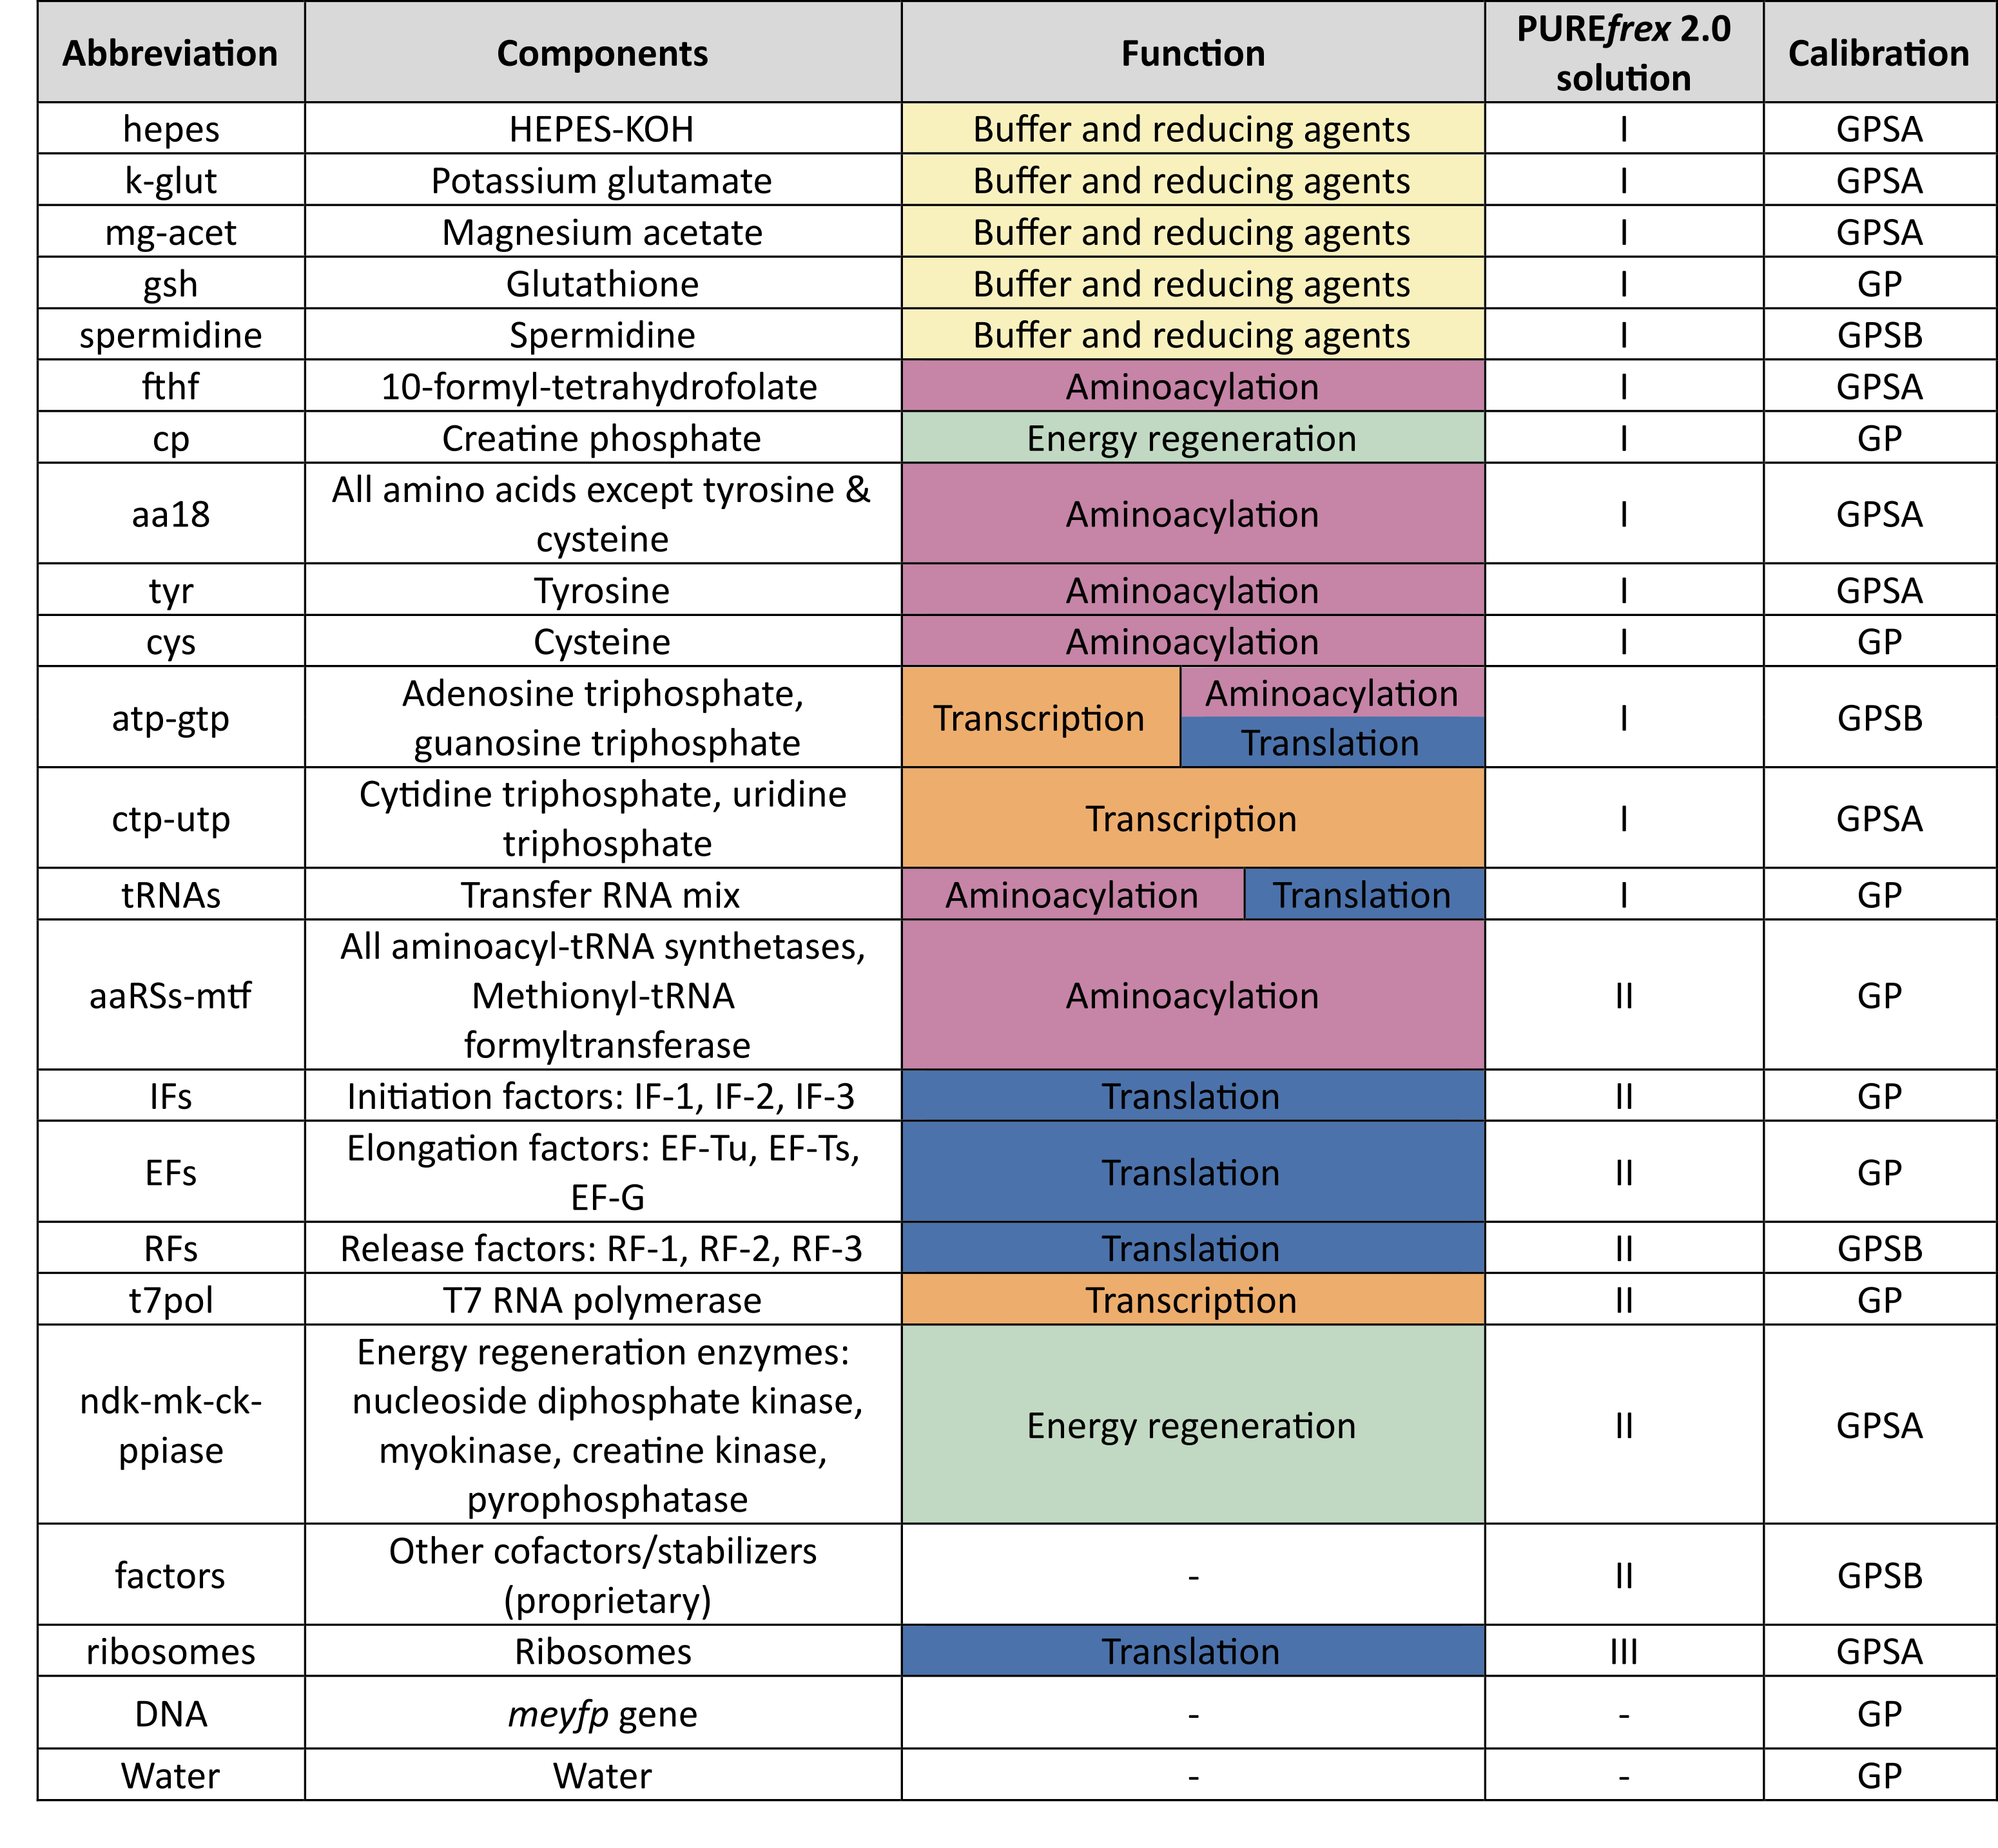 Abbreviation Components Function PUREfrex 2.0 solution Calibration
hepes HEPES-KOH Buffer and reducing agents I GPSA
k-glut Potassium glutamate Buffer and reducing agents I GPSA
mg-acet Magnesium acetate Buffer and reducing agents I GPSA
gsh Glutathione Buffer and reducing agents I GP
spermidine Spermidine Buffer and reducing agents I GPSB
fthf 10-formyl-tetrahydrofolate Aminoacylation I GPSA
cp Creatine phosphate Energy regeneration I GP
aa18 All amino acids except tyrosine & cysteine Aminoacylation I GPSA
tyr Tyrosine Aminoacylation I GPSA
cys Cysteine Aminoacylation I GP
atp-gtp Adenosine triphosphate, guanosine triphosphate Transcription Aminoacylation Translation I GPSB
ctp-utp Cytidine triphosphate, uridine triphosphate Transcription I GPSA
tRNAs Transfer RNA mix Aminoacylation Translation I GP
aaRSs-mtf All aminoacyl-tRNA synthetases, Methionyl-tRNA formyltransferase Aminoacylation II GP
IFs Initiation factors: IF-1, IF-2, IF-3 Translation II GP
EFs Elongation factors: EF-Tu, EF-Ts, EF-G Translation II GP
RFs Release factors: RF-1, RF-2, RF-3 Translation II GPSB
t7pol T7 RNA polymerase Transcription II GP
ndk-mk-ck-ppiase Energy regeneration enzymes: nucleoside diphosphate kinase, myokinase, creatine kinase, pyrophosphatase Energy regeneration II GPSA
factors Other cofactors/stabilizers (proprietary) - II GPSB
ribosomes Ribosomes Translation III GPSA
DNA meyfp gene - - GP
Water Water - - GP